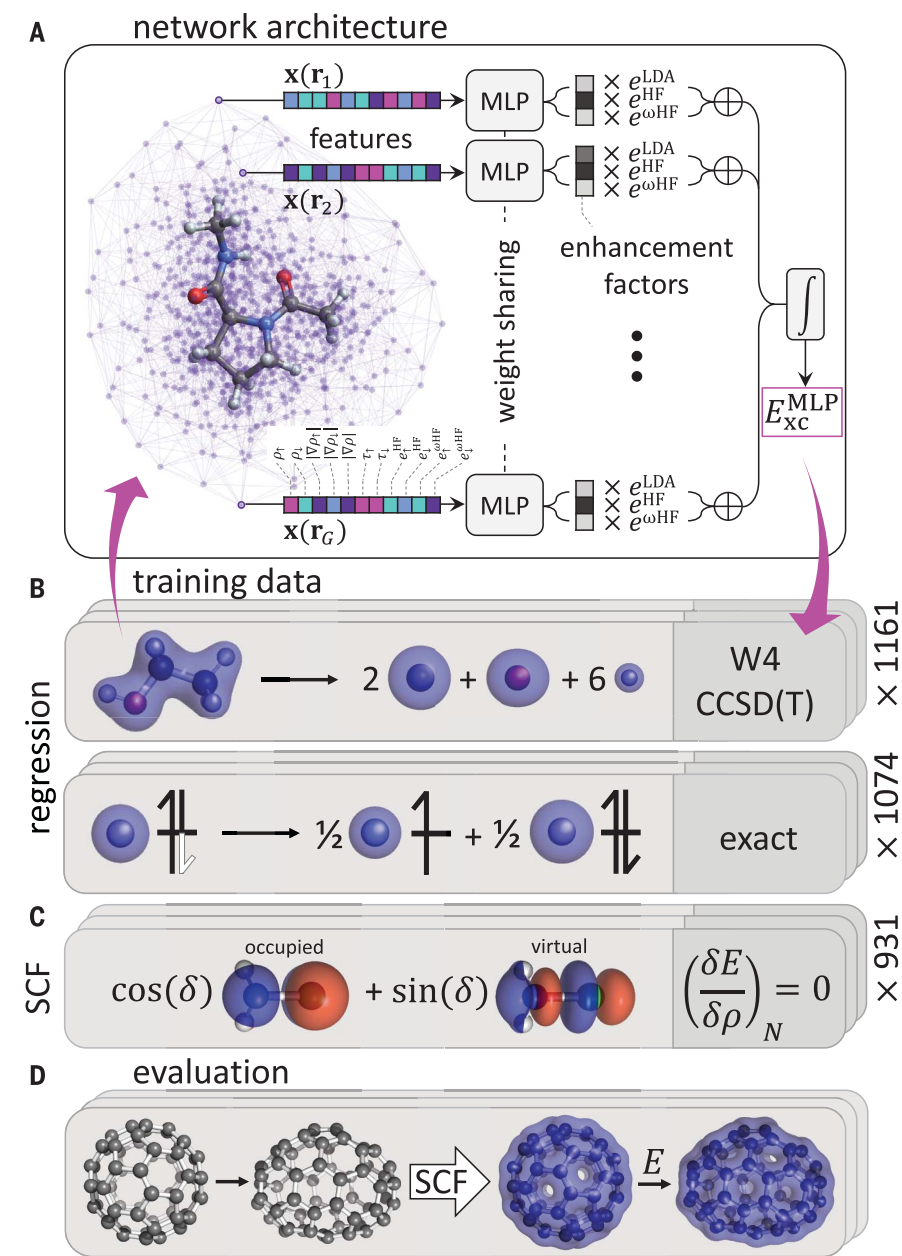 A network architecture
x(r₁)
MLP
× e^LDA
× e^HF
× e^ωHF
features
x(r₂)
MLP
× e^LDA
× e^HF
× e^ωHF
enhancement
factors
weight sharing
∫
E_xc^MLP
ρ↑ ρ↓ |∇ρ↑| |∇ρ↓| |∇ρ| τ↑ τ↓ e↑^HF e↓^HF e↑^ωHF e↓^ωHF
x(r_G)
MLP
× e^LDA
× e^HF
× e^ωHF
B training data
regression
2 + + 6
W4
CCSD(T)
× 1161
½ + ½
exact
× 1074
C
SCF
occupied
virtual
cos(δ) + sin(δ)
(δE/δρ)_N = 0
× 931
D evaluation
SCF
E